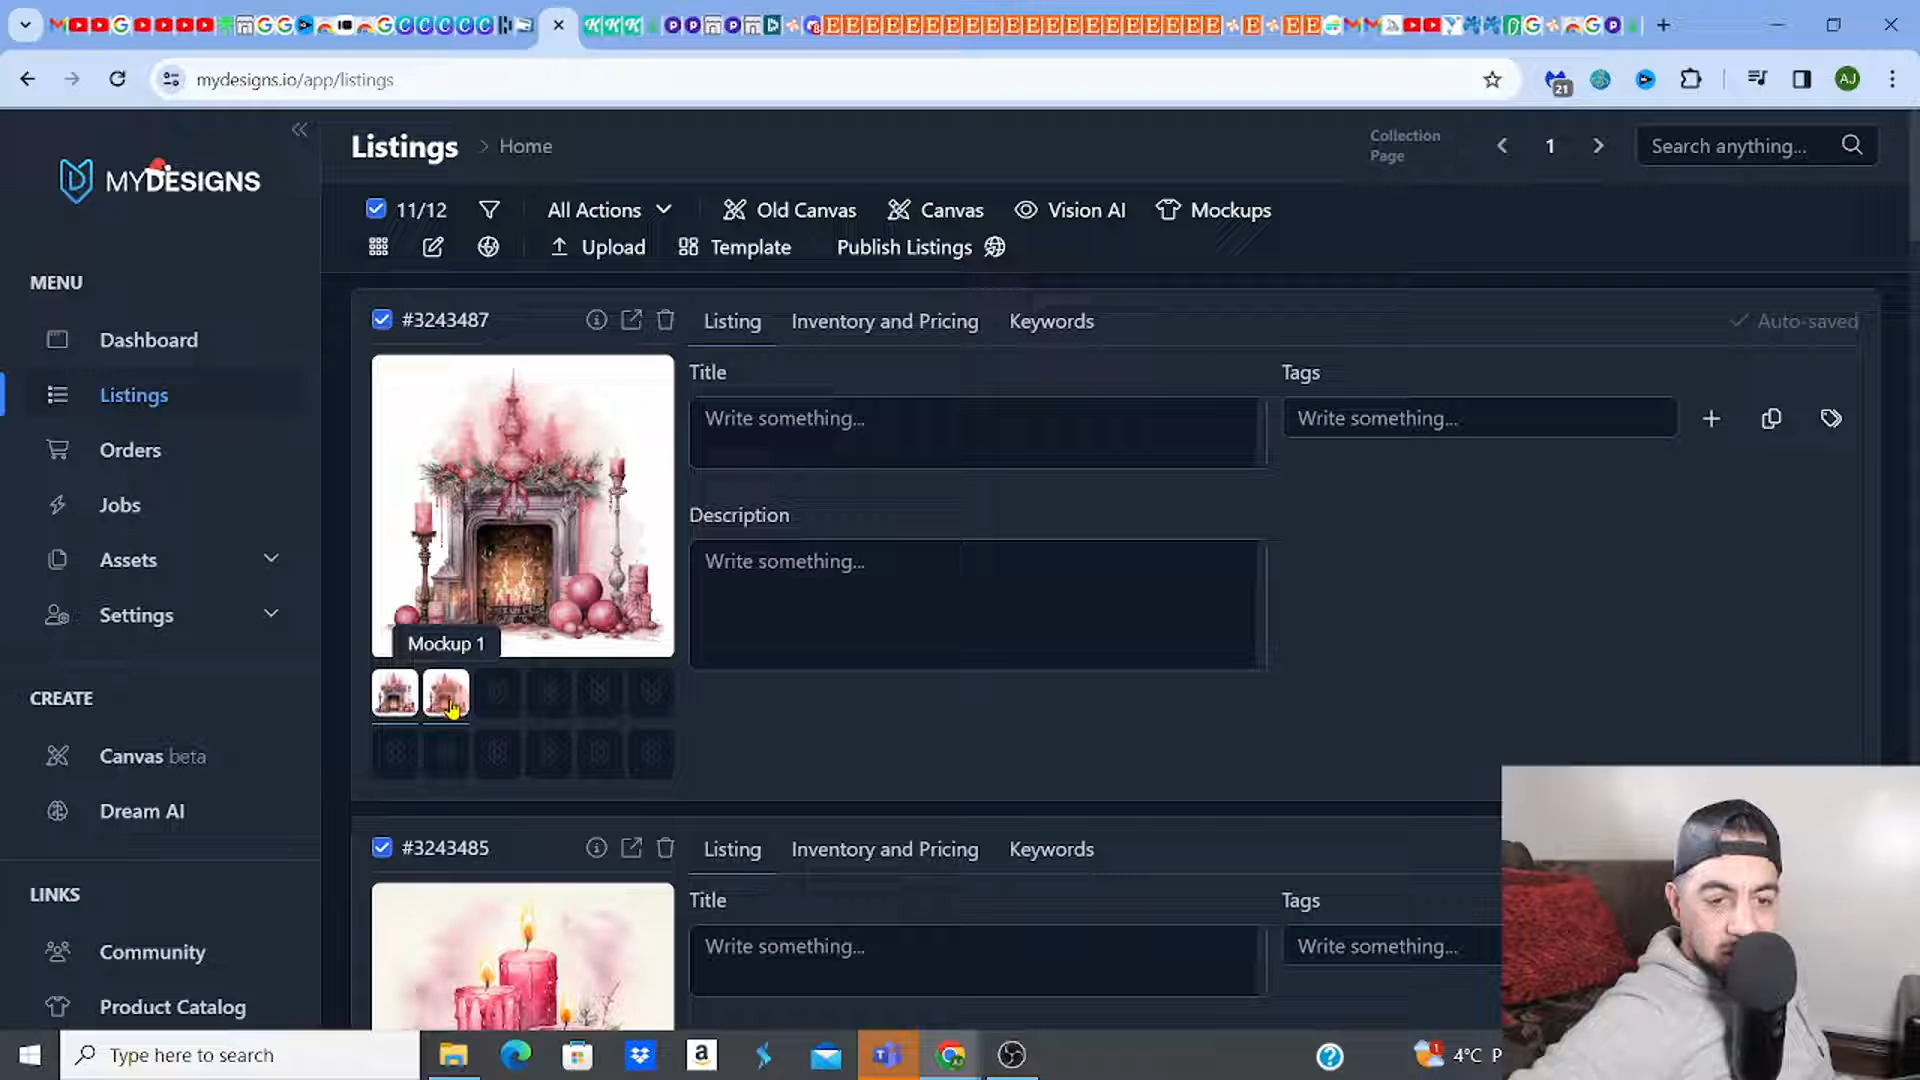 mydesigns.io/app/listings
21
AJ
MYDESIGNS
Listings
Home
Collection
Page
1
Search anything...
11/12
All Actions
Old Canvas
Canvas
Vision AI
Mockups
Upload
Template
Publish Listings
MENU
Dashboard
Listings
Orders
Jobs
Assets
Settings
CREATE
Canvas beta
Dream AI
LINKS
Community
Product Catalog
#3243487
Listing
Inventory and Pricing
Keywords
Auto-saved
Title
Write something...
Tags
Write something...
Description
Write something...
Mockup 1
#3243485
Listing
Inventory and Pricing
Keywords
Title
Write something...
Tags
Write something...
Type here to search
4°C P